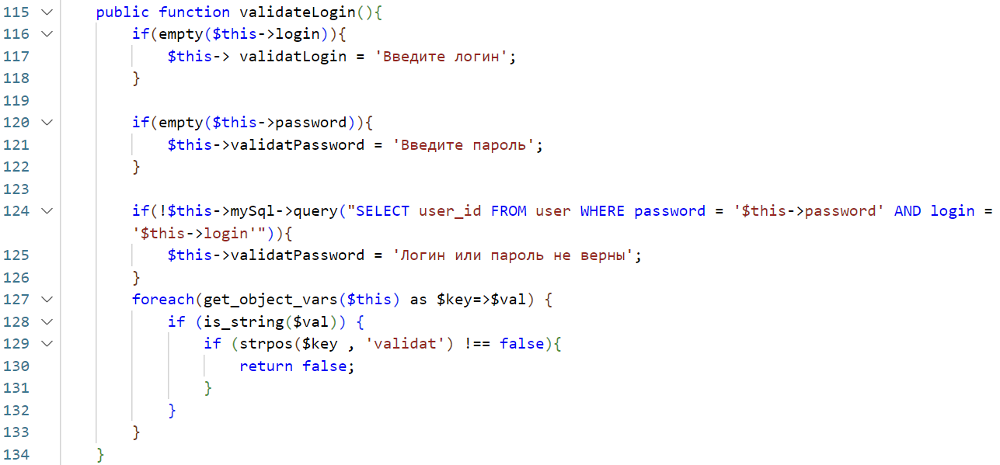 115 public function validateLogin(){
116 if(empty($this->login)){
117 $this-> validatLogin = 'Введите логин';
118 }
119
120 if(empty($this->password)){
121 $this->validatPassword = 'Введите пароль';
122 }
123
124 if(!$this->mySql->query("SELECT user_id FROM user WHERE password = '$this->password' AND login =
'$this->login'")){
125 $this->validatPassword = 'Логин или пароль не верны';
126 }
127 foreach(get_object_vars($this) as $key=>$val) {
128 if (is_string($val)) {
129 if (strpos($key , 'validat') !== false){
130 return false;
131 }
132 }
133 }
134 }